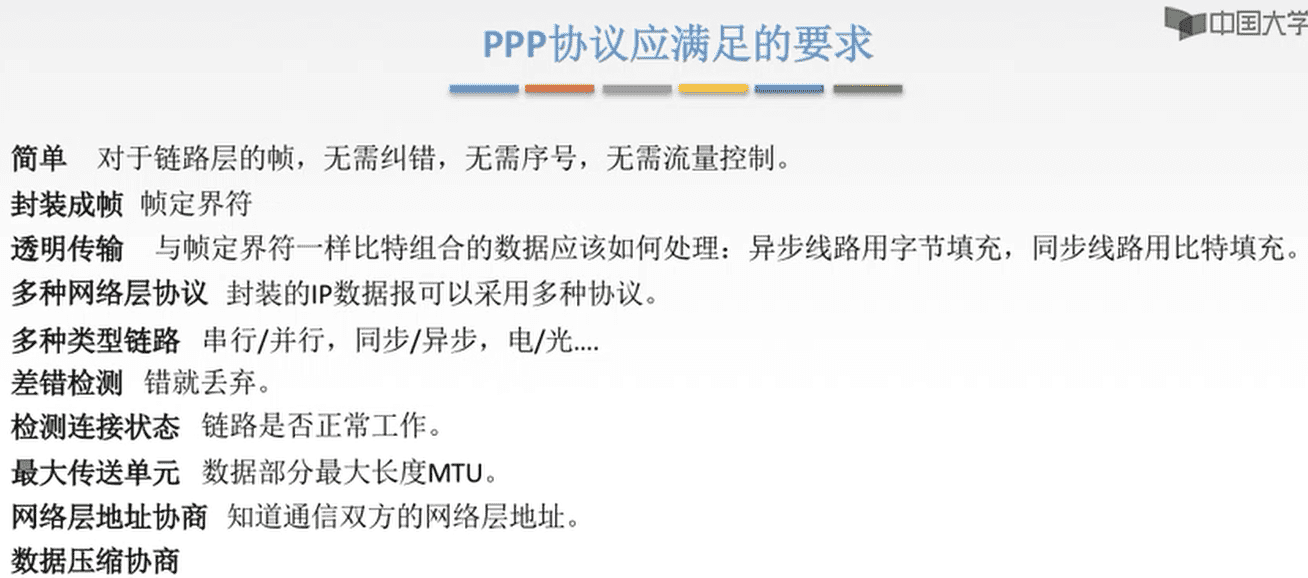 中国大学
PPP协议应满足的要求
简单 对于链路层的帧，无需纠错，无需序号，无需流量控制。
封装成帧 帧定界符
透明传输 与帧定界符一样比特组合的数据应该如何处理：异步线路用字节填充，同步线路用比特填充。
多种网络层协议 封装的IP数据报可以采用多种协议。
多种类型链路 串行/并行，同步/异步，电/光....
差错检测 错就丢弃。
检测连接状态 链路是否正常工作。
最大传送单元 数据部分最大长度MTU。
网络层地址协商 知道通信双方的网络层地址。
数据压缩协商